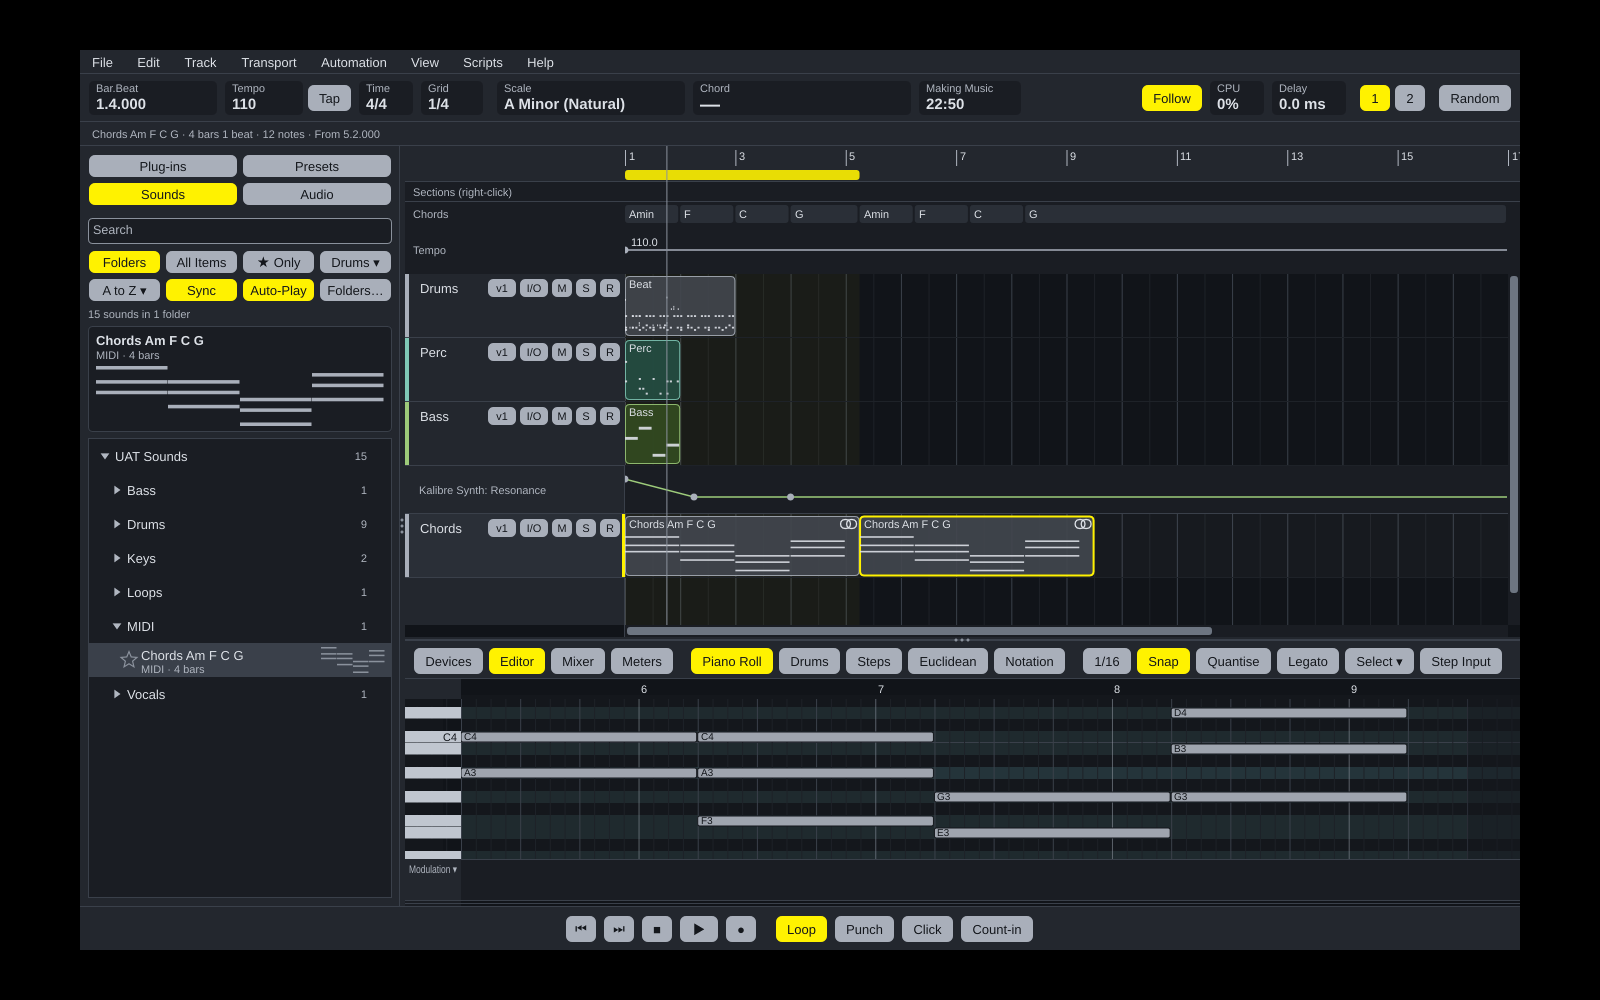 File Edit Track Transport Automation View Scripts Help
Bar.Beat Tempo Time Grid Scale Chord Making Music CPU Delay
1.4.000 110 Tap 4/4 1/4 A Minor (Natural) — 22:50 Follow 0% 0.0 ms 1 2 Random
Chords Am F C G · 4 bars 1 beat · 12 notes · From 5.2.000
Plug-ins Presets
Sounds Audio
Search
Folders All Items ★ Only Drums ▾
A to Z ▾ Sync Auto-Play Folders…
15 sounds in 1 folder
Chords Am F C G
MIDI · 4 bars
UAT Sounds 15
Bass 1
Drums 9
Keys 2
Loops 1
MIDI 1
Chords Am F C G
MIDI · 4 bars
Vocals 1
1 3 5 7 9 11 13 15 17
Sections (right-click)
Chords Amin F C G Amin F C G
Tempo 110.0
Drums v1 I/O M S R Beat
Perc v1 I/O M S R Perc
Bass v1 I/O M S R Bass
Kalibre Synth: Resonance
Chords v1 I/O M S R Chords Am F C G Chords Am F C G
Devices Editor Mixer Meters Piano Roll Drums Steps Euclidean Notation 1/16 Snap Quantise Legato Select ▾ Step Input
6 7 8 9
D4
C4 C4 C4
B3
A3 A3
G3 G3
F3
E3
Modulation ▾
Loop Punch Click Count-in